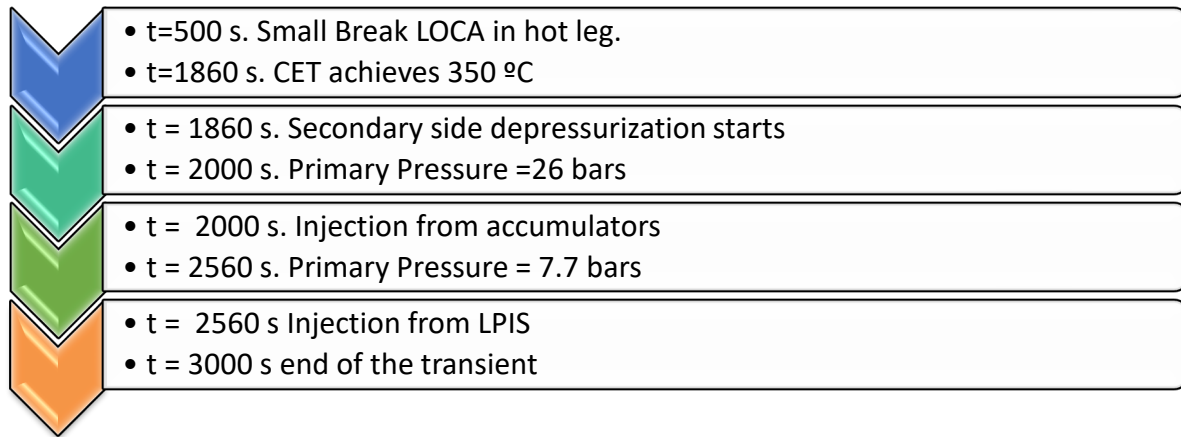 • t=500 s. Small Break LOCA in hot leg.
• t=1860 s. CET achieves 350 ºC
• t = 1860 s. Secondary side depressurization starts
• t = 2000 s. Primary Pressure =26 bars
• t =  2000 s. Injection from accumulators
• t = 2560 s. Primary Pressure = 7.7 bars
• t =  2560 s Injection from LPIS
• t = 3000 s end of the transient